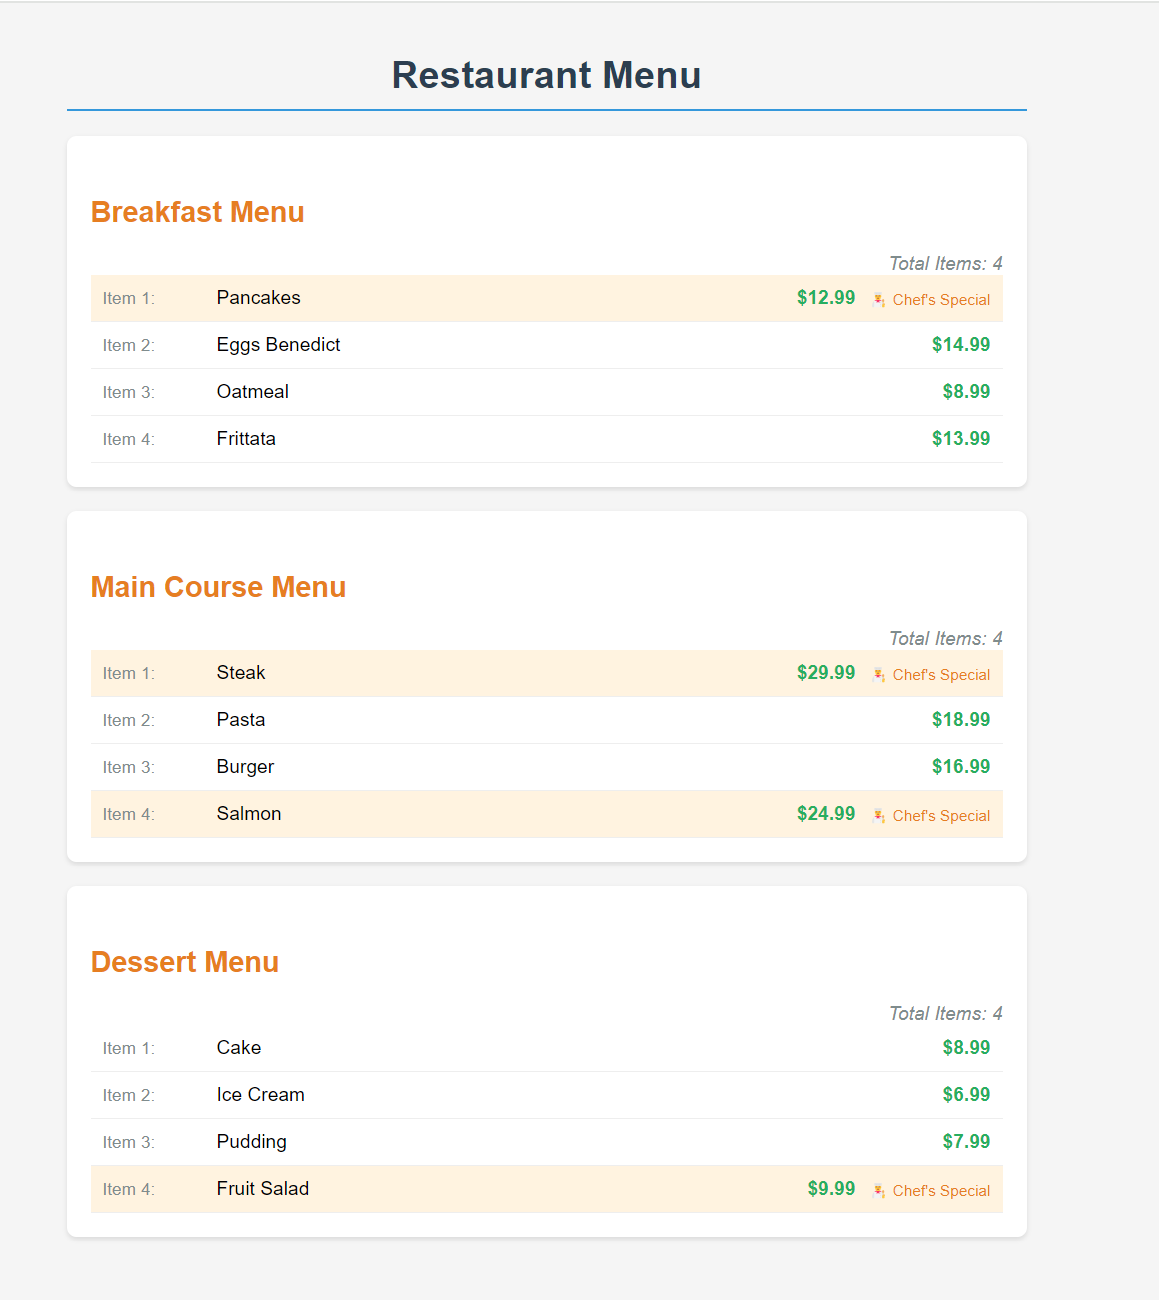 Restaurant Menu
Breakfast Menu
Total Items: 4
Item 1: Pancakes $12.99 Chef's Special
Item 2: Eggs Benedict $14.99
Item 3: Oatmeal $8.99
Item 4: Frittata $13.99
Main Course Menu
Total Items: 4
Item 1: Steak $29.99 Chef's Special
Item 2: Pasta $18.99
Item 3: Burger $16.99
Item 4: Salmon $24.99 Chef's Special
Dessert Menu
Total Items: 4
Item 1: Cake $8.99
Item 2: Ice Cream $6.99
Item 3: Pudding $7.99
Item 4: Fruit Salad $9.99 Chef's Special